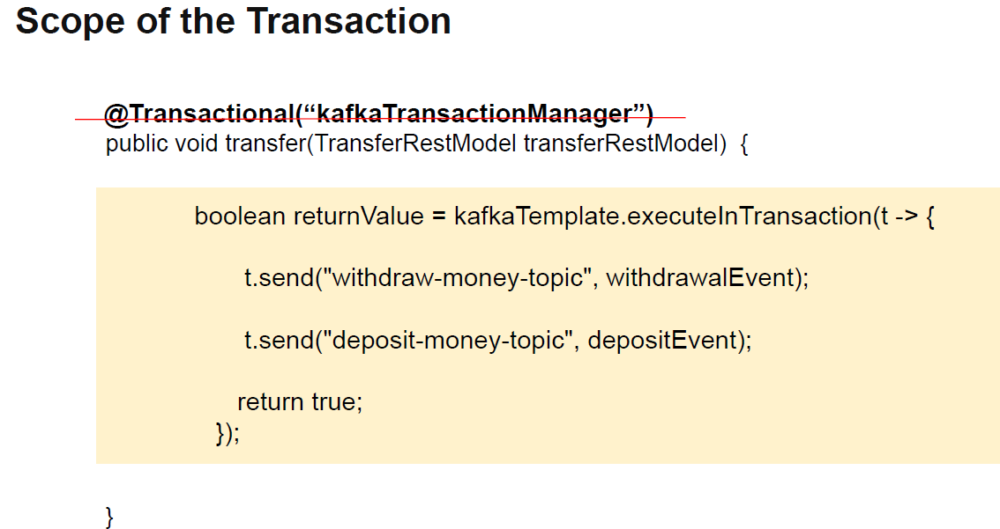 Scope of the Transaction
@Transactional(“kafkaTransactionManager”)
public void transfer(TransferRestModel transferRestModel) {
boolean returnValue = kafkaTemplate.executeInTransaction(t -> {
t.send("withdraw-money-topic", withdrawalEvent);
t.send("deposit-money-topic", depositEvent);
return true;
});
}